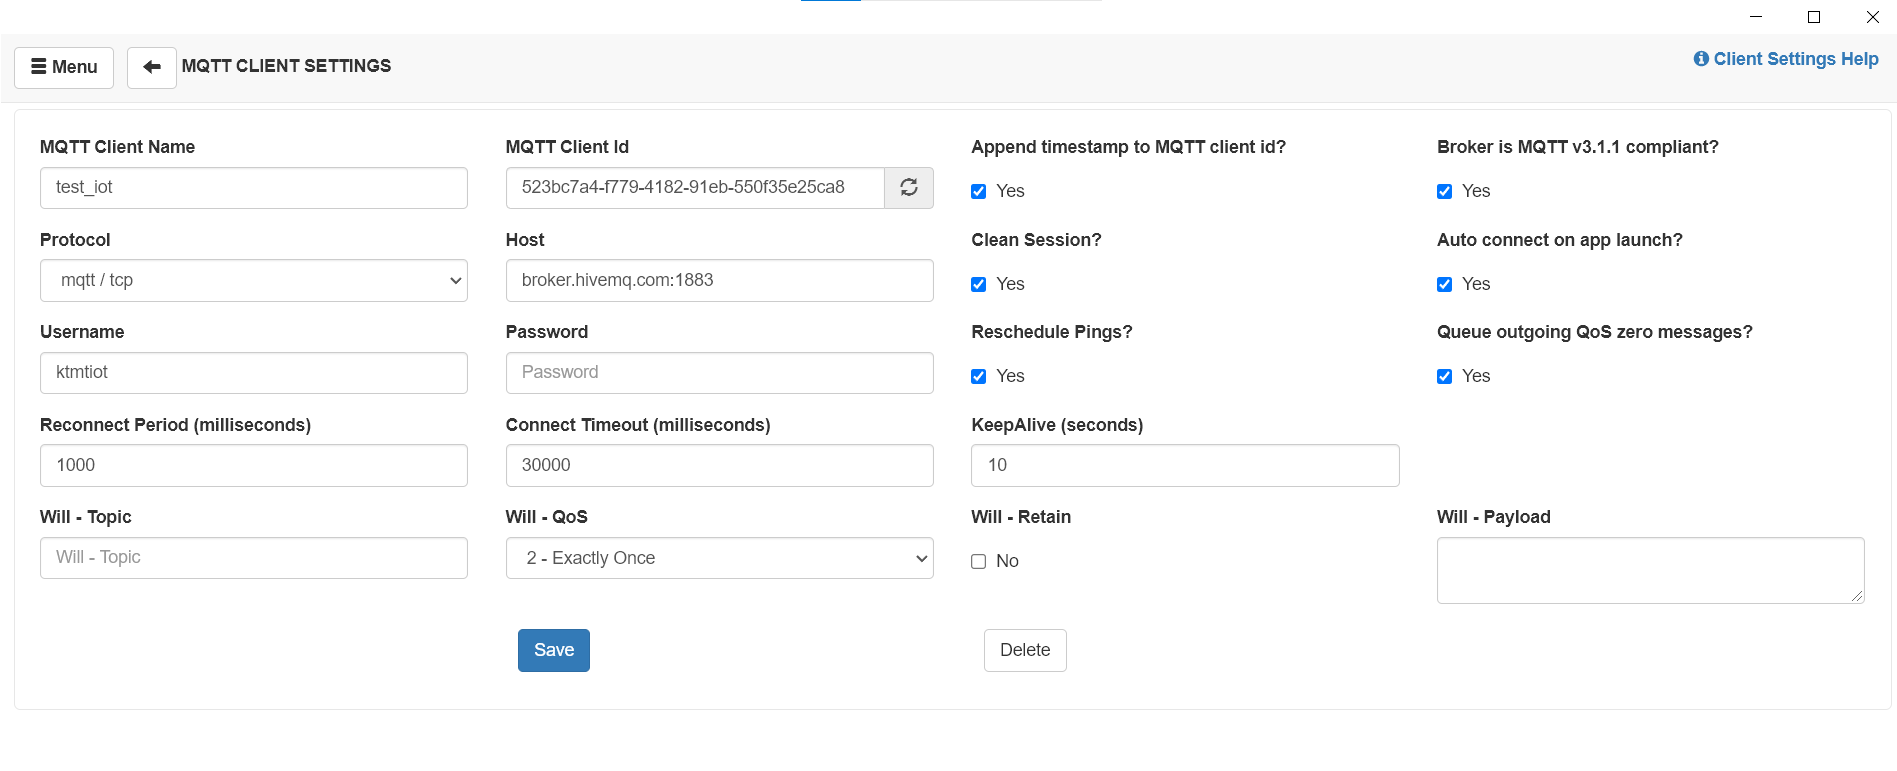 Menu
MQTT CLIENT SETTINGS
Client Settings Help
MQTT Client Name
MQTT Client Id
Append timestamp to MQTT client id?
Broker is MQTT v3.1.1 compliant?
test_iot
523bc7a4-f779-4182-91eb-550f35e25ca8
Yes
Yes
Protocol
Host
Clean Session?
Auto connect on app launch?
mqtt / tcp
broker.hivemq.com:1883
Yes
Yes
Username
Password
Reschedule Pings?
Queue outgoing QoS zero messages?
ktmtiot
Password
Yes
Yes
Reconnect Period (milliseconds)
Connect Timeout (milliseconds)
KeepAlive (seconds)
1000
30000
10
Will - Topic
Will - QoS
Will - Retain
Will - Payload
Will - Topic
2 - Exactly Once
No
Save
Delete